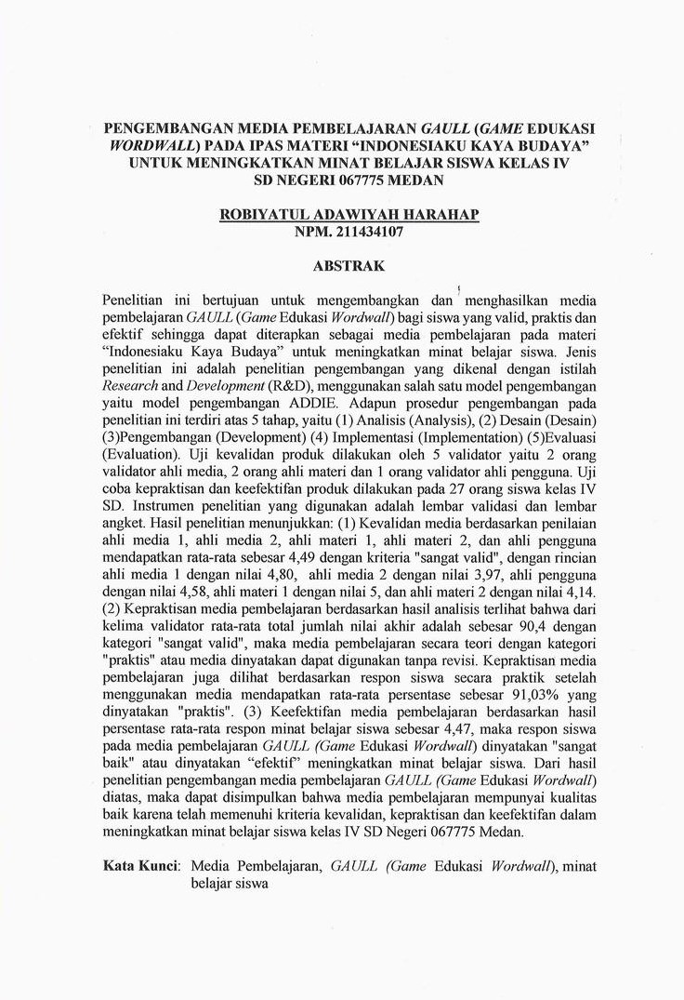 PENGEMBANGAN MEDIA PEMBELAJARAN GAULL (GAME EDUKASI
WORDWALL) PADA IPAS MATERI “INDONESIAKU KAYA BUDAYA”
UNTUK MENINGKATKAN MINAT BELAJAR SISWA KELAS IV
SD NEGERI 067775 MEDAN
ROBIYATUL ADAWIYAH HARAHAP
NPM. 211434107
ABSTRAK
Penelitian ini bertujuan untuk mengembangkan dan menghasilkan media
pembelajaran GAULL (Game Edukasi Wordwall) bagi siswa yang valid, praktis dan
efektif sehingga dapat diterapkan sebagai media pembelajaran pada materi
“Indonesiaku Kaya Budaya” untuk meningkatkan minat belajar siswa. Jenis
penelitian ini adalah penelitian pengembangan yang dikenal dengan istilah
Research and Development (R&D), menggunakan salah satu model pengembangan
yaitu model pengembangan ADDIE. Adapun prosedur pengembangan pada
penelitian ini terdiri atas 5 tahap, yaitu (1) Analisis (Analysis), (2) Desain (Desain)
(3)Pengembangan (Development) (4) Implementasi (Implementation) (5)Evaluasi
(Evaluation). Uji kevalidan produk dilakukan oleh 5 validator yaitu 2 orang
validator ahli media, 2 orang ahli materi dan 1 orang validator ahli pengguna. Uji
coba kepraktisan dan keefektifan produk dilakukan pada 27 orang siswa kelas IV
SD. Instrumen penelitian yang digunakan adalah lembar validasi dan lembar
angket. Hasil penelitian menunjukkan: (1) Kevalidan media berdasarkan penilaian
ahli media 1, ahli media 2, ahli materi 1, ahli materi 2, dan ahli pengguna
mendapatkan rata-rata sebesar 4,49 dengan kriteria "sangat valid", dengan rincian
ahli media 1 dengan nilai 4,80, ahli media 2 dengan nilai 3,97, ahli pengguna
dengan nilai 4,58, ahli materi 1 dengan nilai 5, dan ahli materi 2 dengan nilai 4,14.
(2) Kepraktisan media pembelajaran berdasarkan hasil analisis terlihat bahwa dari
kelima validator rata-rata total jumlah nilai akhir adalah sebesar 90,4 dengan
kategori "sangat valid", maka media pembelajaran secara teori dengan kategori
"praktis" atau media dinyatakan dapat digunakan tanpa revisi. Kepraktisan media
pembelajaran juga dilihat berdasarkan respon siswa secara praktik setelah
menggunakan media mendapatkan rata-rata persentase sebesar 91,03% yang
dinyatakan "praktis". (3) Keefektifan media pembelajaran berdasarkan hasil
persentase rata-rata respon minat belajar siswa sebesar 4,47, maka respon siswa
pada media pembelajaran GAULL (Game Edukasi Wordwall) dinyatakan "sangat
baik" atau dinyatakan “efektif” meningkatkan minat belajar siswa. Dari hasil
penelitian pengembangan media pembelajaran GAULL (Game Edukasi Wordwall)
diatas, maka dapat disimpulkan bahwa media pembelajaran mempunyai kualitas
baik karena telah memenuhi kriteria kevalidan, kepraktisan dan keefektifan dalam
meningkatkan minat belajar siswa kelas IV SD Negeri 067775 Medan.
Kata Kunci: Media Pembelajaran, GAULL (Game Edukasi Wordwall), minat
belajar siswa